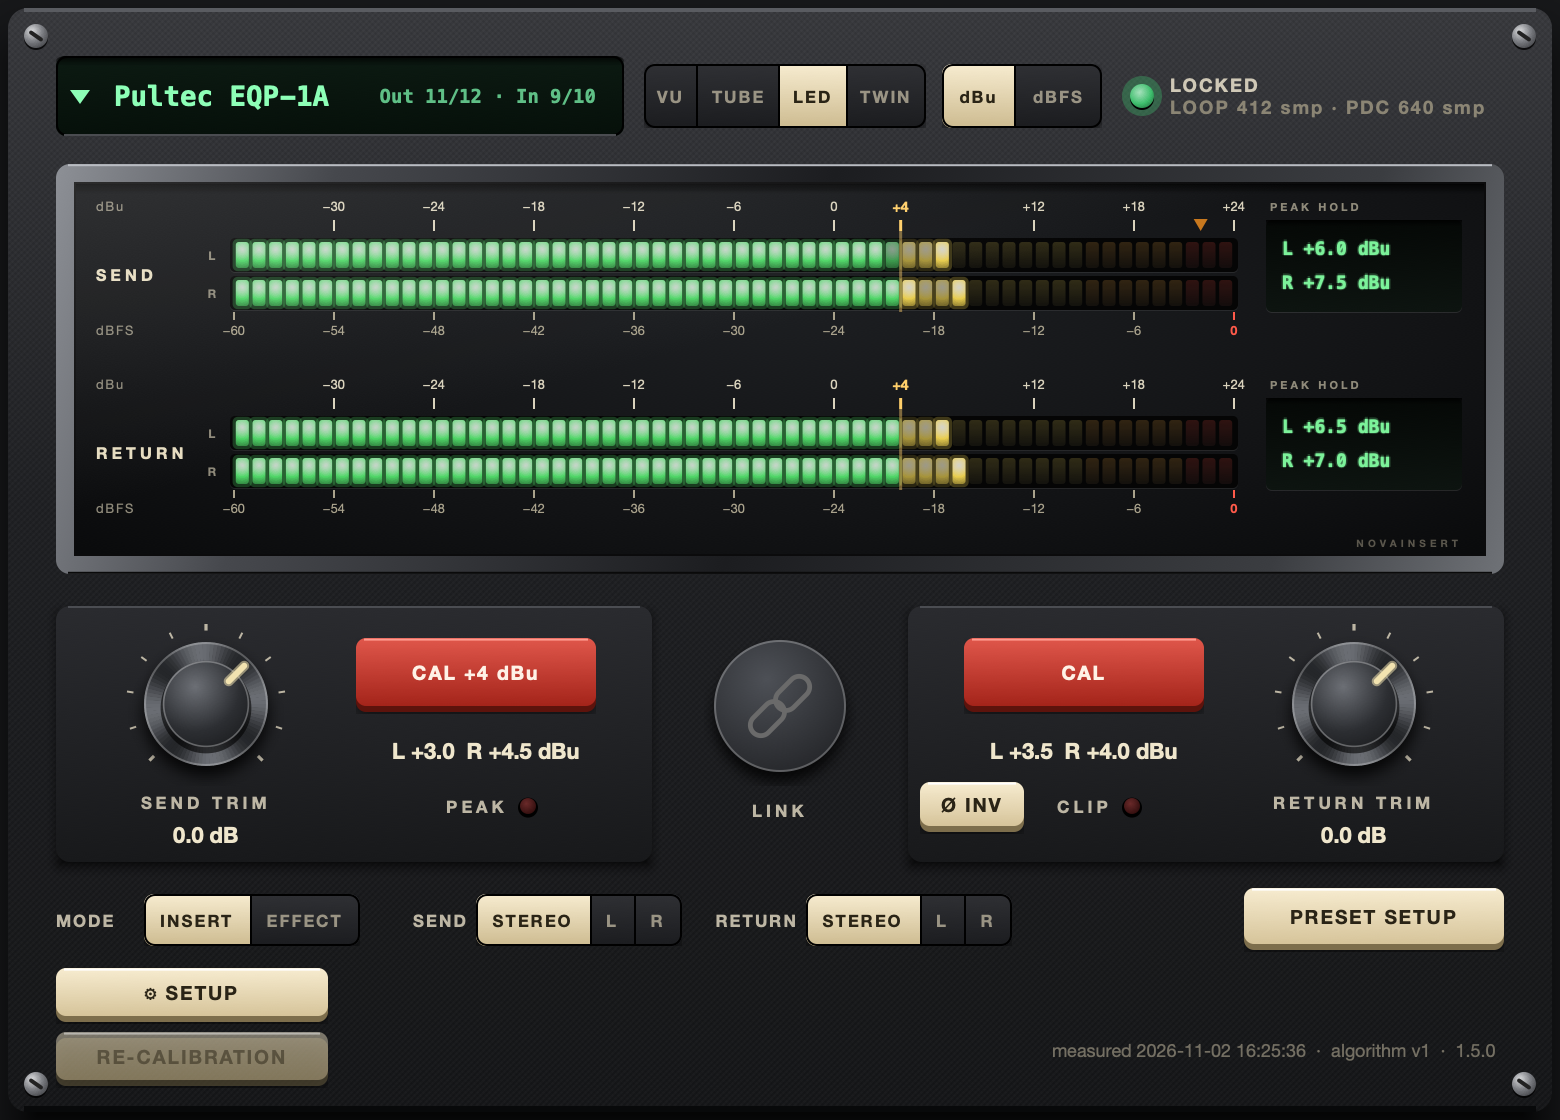 Pultec EQP-1A Out 11/12 · In 9/10
VU TUBE LED TWIN
dBu dBFS
LOCKED
LOOP 412 smp · PDC 640 smp
dBu −30 −24 −18 −12 −6 0 +4 +12 +18 +24
SEND
L
R
dBFS −60 −54 −48 −42 −36 −30 −24 −18 −12 −6 0
PEAK HOLD
L +6.0 dBu
R +7.5 dBu
dBu −30 −24 −18 −12 −6 0 +4 +12 +18 +24
RETURN
L
R
dBFS −60 −54 −48 −42 −36 −30 −24 −18 −12 −6 0
PEAK HOLD
L +6.5 dBu
R +7.0 dBu
NOVAINSERT
SEND TRIM
0.0 dB
CAL +4 dBu
L +3.0 R +4.5 dBu
PEAK
LINK
CAL
L +3.5 R +4.0 dBu
Ø INV
CLIP
RETURN TRIM
0.0 dB
MODE INSERT EFFECT
SEND STEREO L R
RETURN STEREO L R
PRESET SETUP
⚙ SETUP
RE-CALIBRATION
measured 2026-11-02 16:25:36 · algorithm v1 · 1.5.0